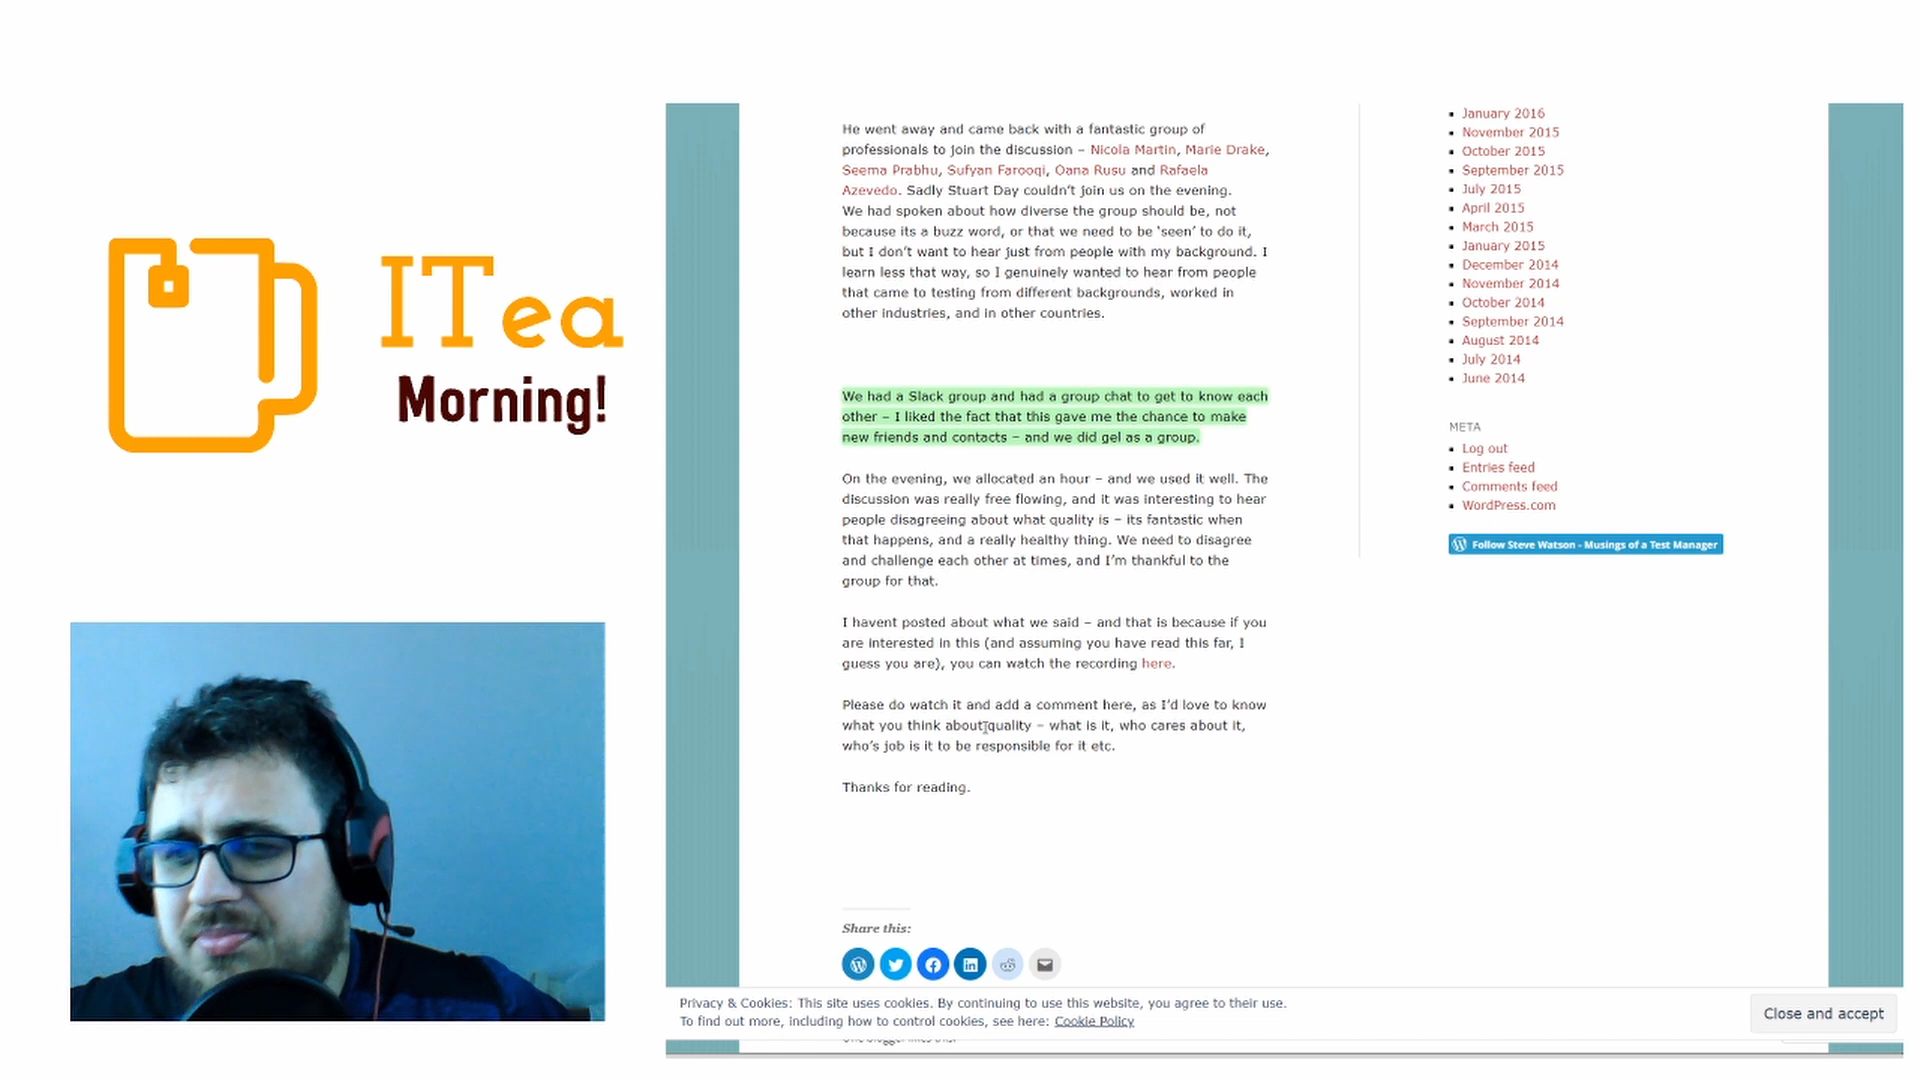 ITea
Morning!
He went away and came back with a fantastic group of
professionals to join the discussion – Nicola Martin, Marie Drake,
Seema Prabhu, Sufyan Farooqi, Oana Rusu and Rafaela
Azevedo. Sadly Stuart Day couldn't join us on the evening.
We had spoken about how diverse the group should be, not
because its a buzz word, or that we need to be 'seen' to do it,
but I don't want to hear just from people with my background. I
learn less that way, so I genuinely wanted to hear from people
that came to testing from different backgrounds, worked in
other industries, and in other countries.
We had a Slack group and had a group chat to get to know each
other – I liked the fact that this gave me the chance to make
new friends and contacts – and we did gel as a group.
On the evening, we allocated an hour – and we used it well. The
discussion was really free flowing, and it was interesting to hear
people disagreeing about what quality is – its fantastic when
that happens, and a really healthy thing. We need to disagree
and challenge each other at times, and I'm thankful to the
group for that.
I havent posted about what we said – and that is because if you
are interested in this (and assuming you have read this far, I
guess you are), you can watch the recording here.
Please do watch it and add a comment here, as I'd love to know
what you think about quality – what is it, who cares about it,
who's job is it to be responsible for it etc.
Thanks for reading.
Share this:
January 2016
November 2015
October 2015
September 2015
July 2015
April 2015
March 2015
January 2015
December 2014
November 2014
October 2014
September 2014
August 2014
July 2014
June 2014
META
Log out
Entries feed
Comments feed
WordPress.com
Follow Steve Watson - Musings of a Test Manager
Privacy & Cookies: This site uses cookies. By continuing to use this website, you agree to their use.
To find out more, including how to control cookies, see here: Cookie Policy
Close and accept